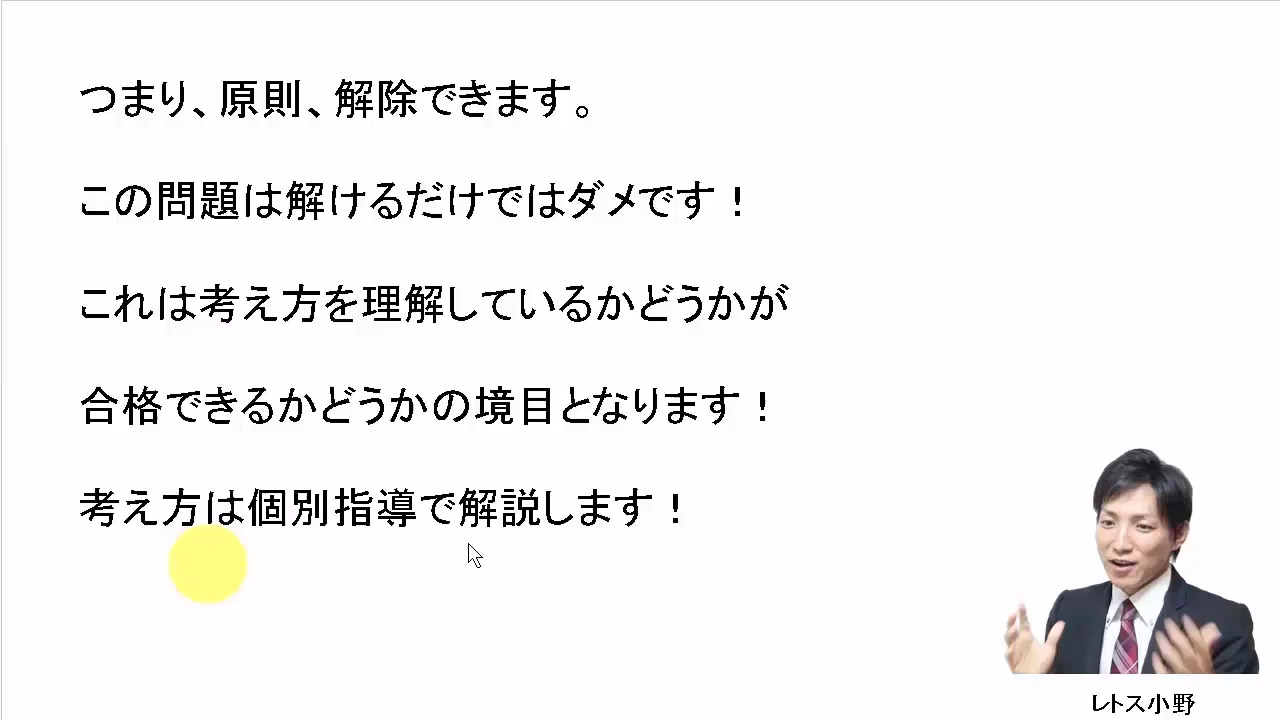 つまり、原則、解除できます。
この問題は解けるだけではダメです！
これは考え方を理解しているかどうかが
合格できるかどうかの境目となります！
考え方は個別指導で解説します！
レトス小野